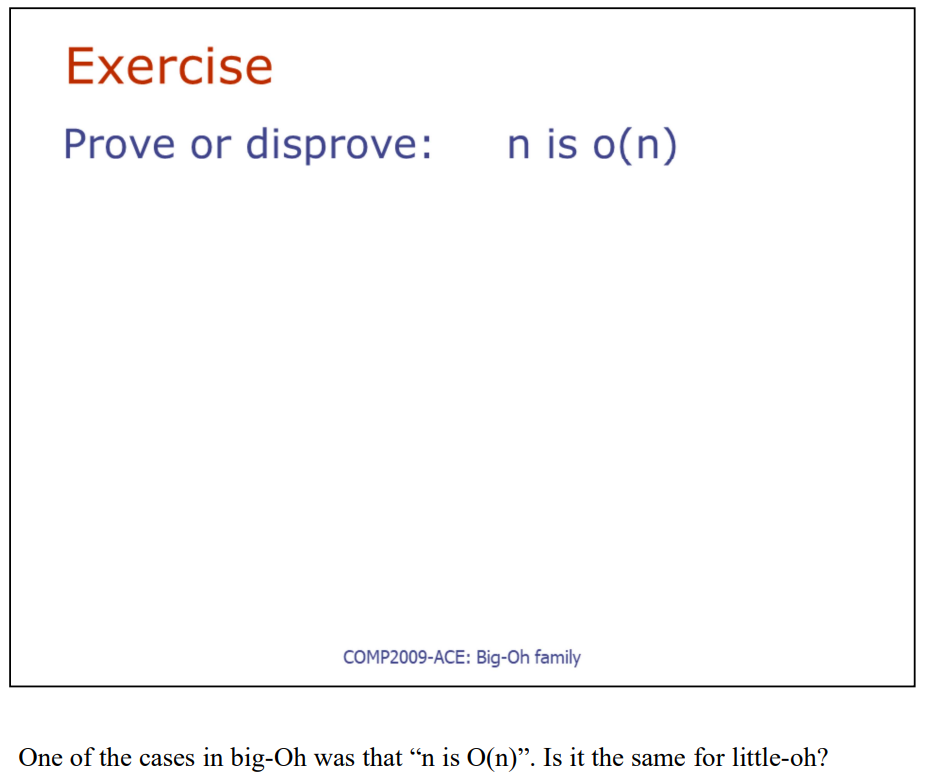 Exercise
Prove or disprove: n is o(n)
COMP2009-ACE: Big-Oh family
One of the cases in big-Oh was that “n is O(n)”. Is it the same for little-oh?